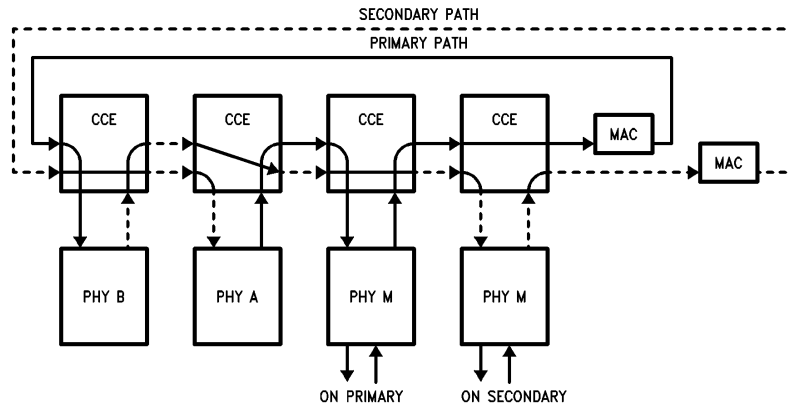 SECONDARY PATH
PRIMARY PATH
CCE
CCE
CCE
CCE
MAC
MAC
PHY B
PHY A
PHY M
PHY M
ON PRIMARY
ON SECONDARY